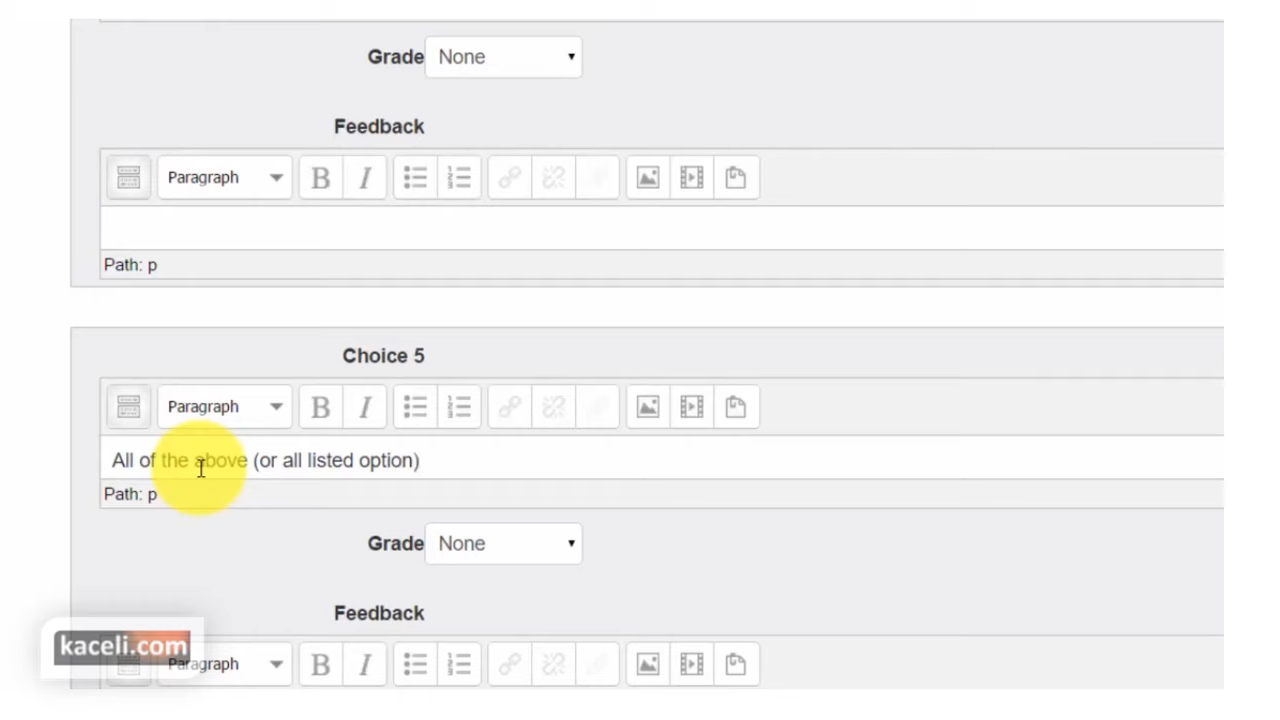 Grade None
Feedback
Paragraph B I
Path: p
Choice 5
Paragraph B I
All of the above (or all listed option)
Path: p
Grade None
Feedback
kaceli.com
Paragraph B I